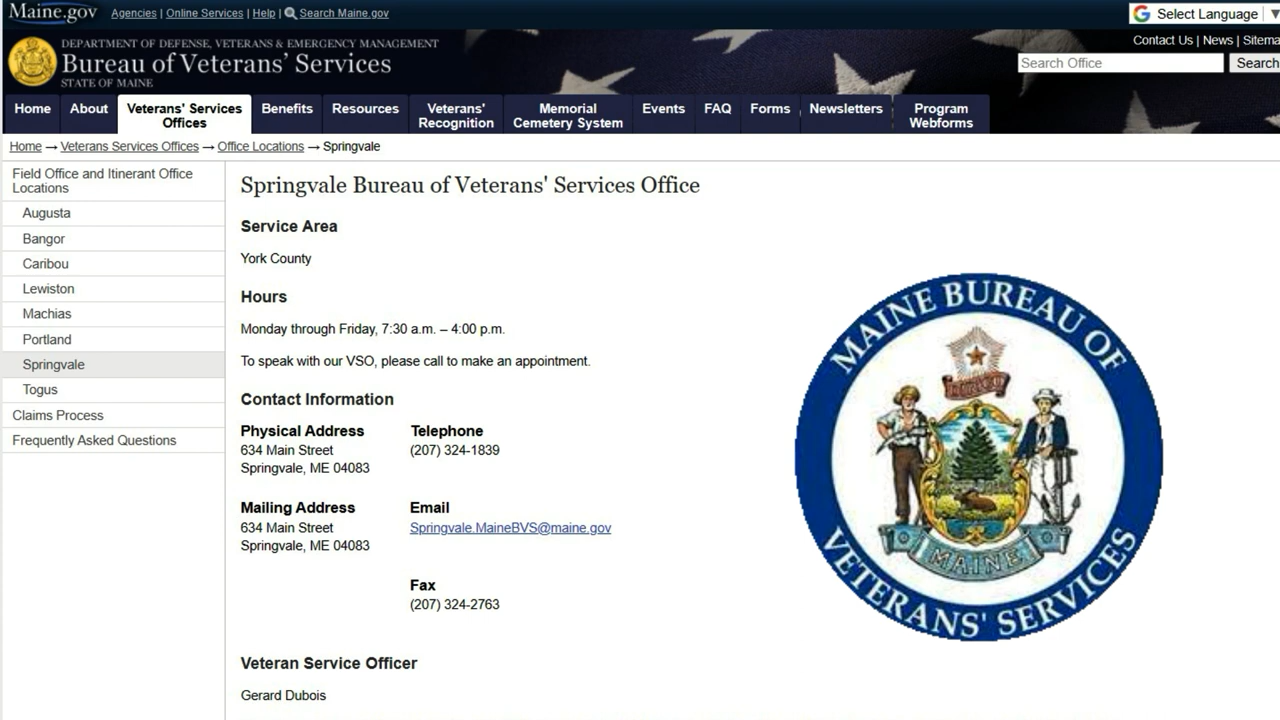 Maine.gov Agencies | Online Services | Help | Search Maine.gov
Select Language
DEPARTMENT OF DEFENSE, VETERANS & EMERGENCY MANAGEMENT
Bureau of Veterans' Services
STATE OF MAINE
Contact Us | News | Sitema
Search Office
Search
Home
About
Veterans' Services
Offices
Benefits
Resources
Veterans'
Recognition
Memorial
Cemetery System
Events
FAQ
Forms
Newsletters
Program
Webforms
Home → Veterans Services Offices → Office Locations → Springvale
Field Office and Itinerant Office
Locations
Augusta
Bangor
Caribou
Lewiston
Machias
Portland
Springvale
Togus
Claims Process
Frequently Asked Questions
Springvale Bureau of Veterans' Services Office
Service Area
York County
Hours
Monday through Friday, 7:30 a.m. – 4:00 p.m.
To speak with our VSO, please call to make an appointment.
Contact Information
Physical Address
634 Main Street
Springvale, ME 04083
Telephone
(207) 324-1839
Mailing Address
634 Main Street
Springvale, ME 04083
Email
Springvale.MaineBVS@maine.gov
Fax
(207) 324-2763
Veteran Service Officer
Gerard Dubois
MAINE BUREAU OF
MAINE
VETERANS' SERVICES